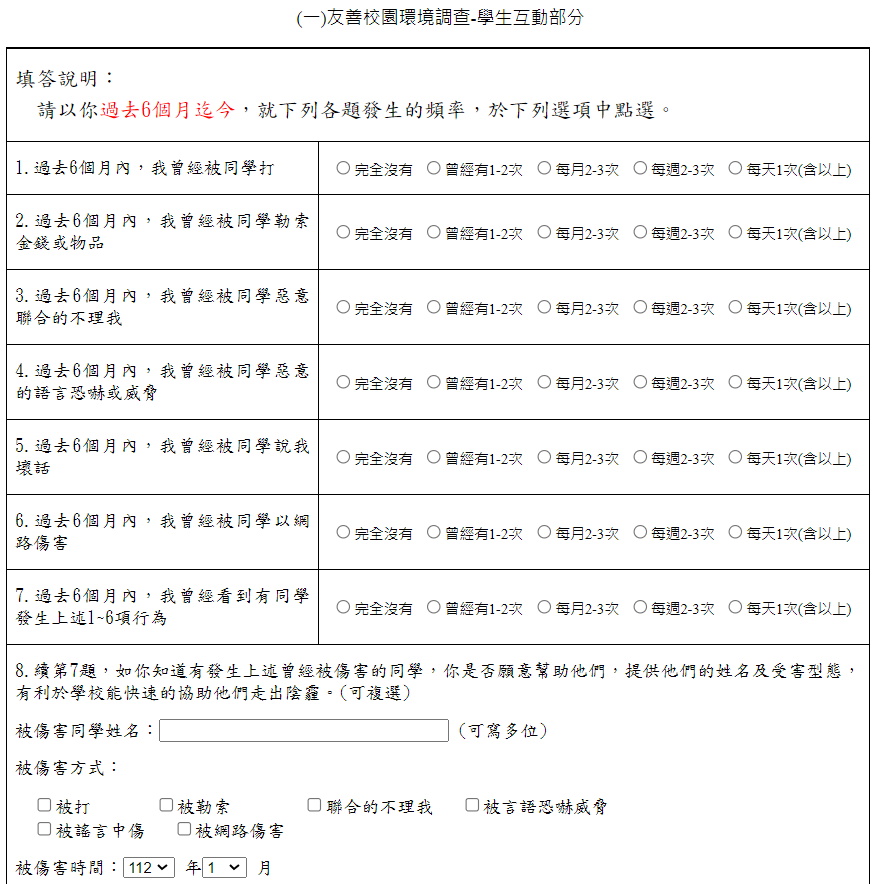 (一)友善校園環境調查-學生互動部分
填答說明：
請以你過去6個月迄今，就下列各題發生的頻率，於下列選項中點選。
1.過去6個月內，我曾經被同學打
完全沒有 曾經有1-2次 每月2-3次 每週2-3次 每天1次(含以上)
2.過去6個月內，我曾經被同學勒索
金錢或物品
完全沒有 曾經有1-2次 每月2-3次 每週2-3次 每天1次(含以上)
3.過去6個月內，我曾經被同學惡意
聯合的不理我
完全沒有 曾經有1-2次 每月2-3次 每週2-3次 每天1次(含以上)
4.過去6個月內，我曾經被同學惡意
的語言恐嚇或威脅
完全沒有 曾經有1-2次 每月2-3次 每週2-3次 每天1次(含以上)
5.過去6個月內，我曾經被同學說我
壞話
完全沒有 曾經有1-2次 每月2-3次 每週2-3次 每天1次(含以上)
6.過去6個月內，我曾經被同學以網
路傷害
完全沒有 曾經有1-2次 每月2-3次 每週2-3次 每天1次(含以上)
7.過去6個月內，我曾經看到有同學
發生上述1~6項行為
完全沒有 曾經有1-2次 每月2-3次 每週2-3次 每天1次(含以上)
8.續第7題，如你知道有發生上述曾經被傷害的同學，你是否願意幫助他們，提供他們的姓名及受害型態，
有利於學校能快速的協助他們走出陰霾。(可複選)
被傷害同學姓名： (可寫多位)
被傷害方式：
被打 被勒索 聯合的不理我 被言語恐嚇威脅
被謠言中傷 被網路傷害
被傷害時間：112 年 1 月